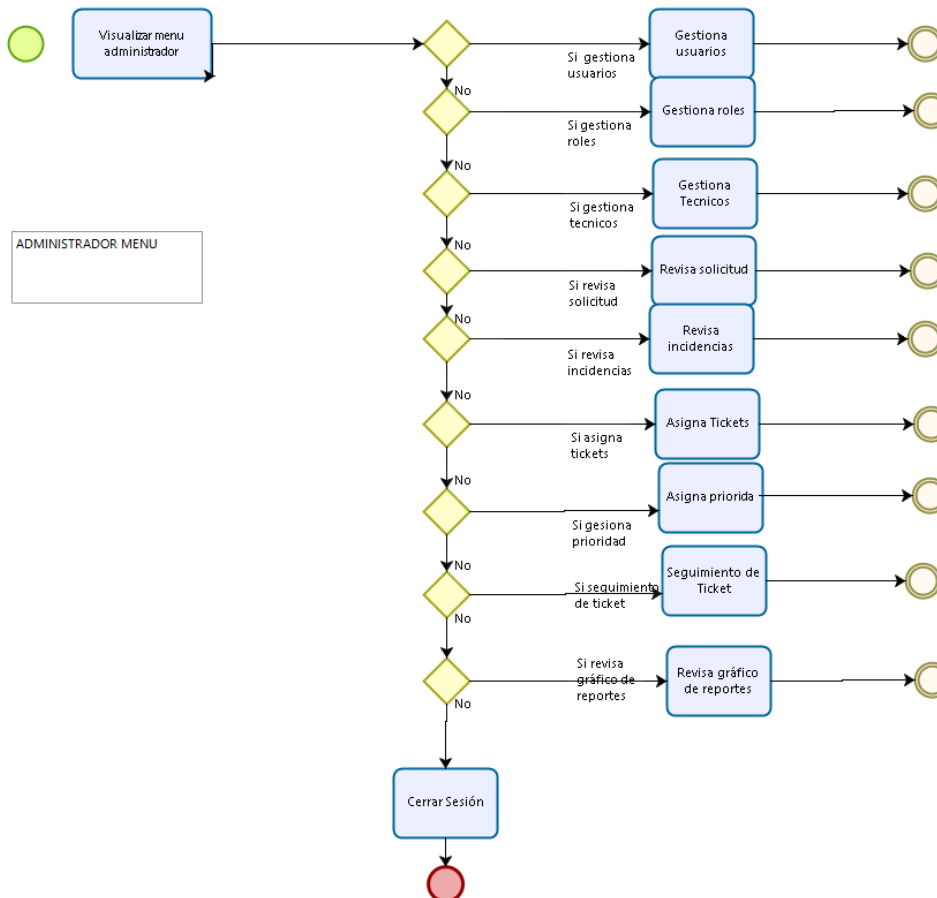 Visualizar menu
administrador
Gestiona
usuarios
Si gestiona
usuarios
No
Gestiona roles
Si gestiona
roles
No
Gestiona
Tecnicos
Si gestiona
tecnicos
No
ADMINISTRADOR MENU
Revisa solicitud
Si revisa
solicitud
No
Revisa
incidencias
Si revisa
incidencias
No
Asigna Tickets
Si asigna
tickets
No
Asigna priorida
Si gesiona
prioridad
No
Seguimiento de
Ticket
Si seguimiento
de ticket
No
Si revisa
gráfico de
reportes
Revisa gráfico
de reportes
No
Cerrar Sesión